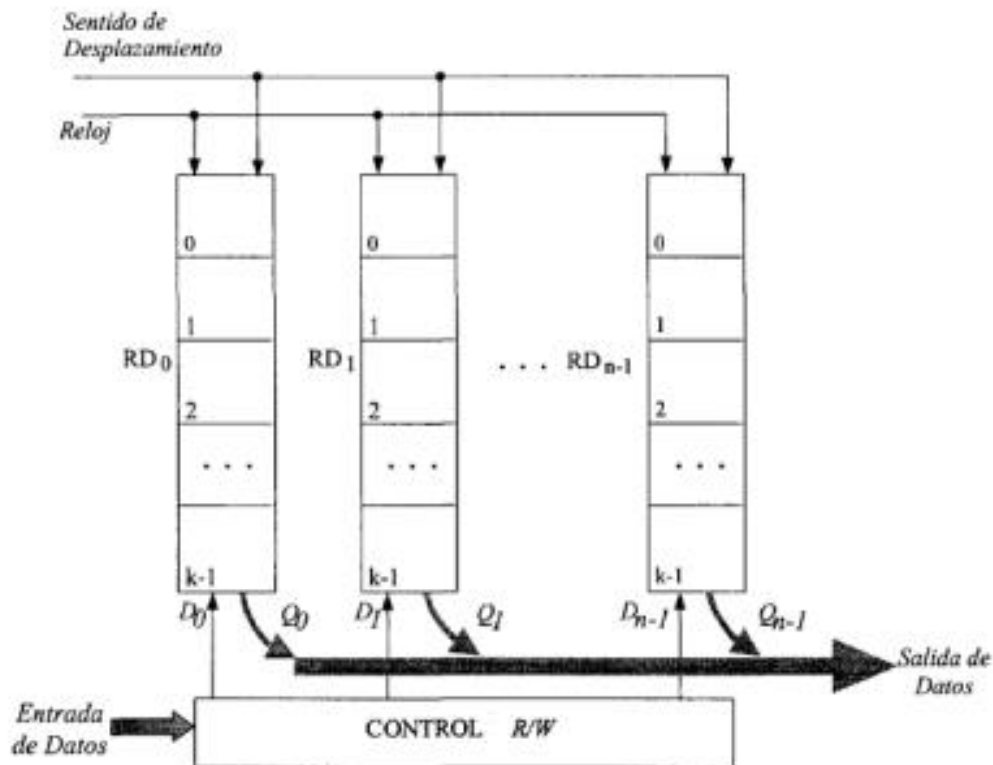 Sentido de
Desplazamiento
Reloj
0 0 0
1 1 1
RD0 RD1 . . . RDn-1
2 2 2
. . . . . . . . .
k-1 k-1 k-1
D0 Q0 D1 Q1 Dn-1 Qn-1
Salida de
Datos
Entrada
de Datos
CONTROL R/W